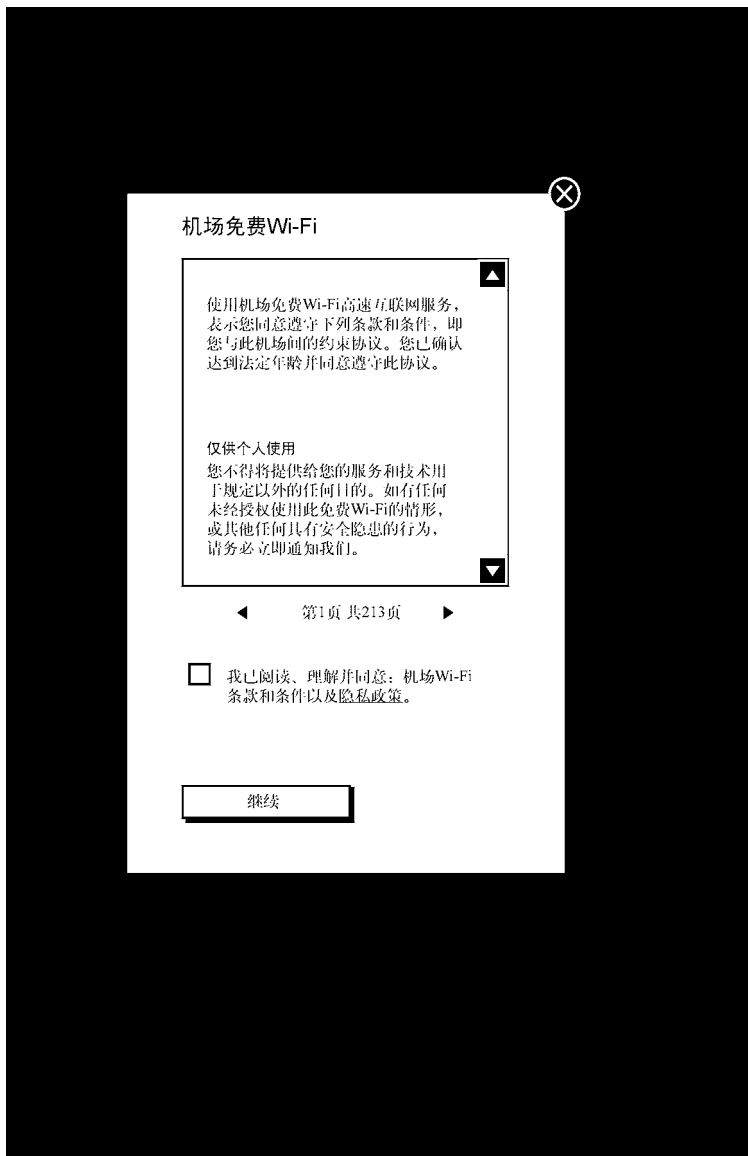 机场免费Wi-Fi
使用机场免费Wi-Fi高速互联网服务，
表示您同意遵守下列条款和条件，即
您与此机场间的约束协议。您已确认
达到法定年龄并同意遵守此协议。
仅供个人使用
您不得将提供给您的服务和技术用
于规定以外的任何目的。如有任何
未经授权使用此免费Wi-Fi的情形，
或其他任何具有安全隐患的行为，
请务必立即通知我们。
第1页 共213页
我已阅读、理解并同意：机场Wi-Fi
条款和条件以及隐私政策。
继续